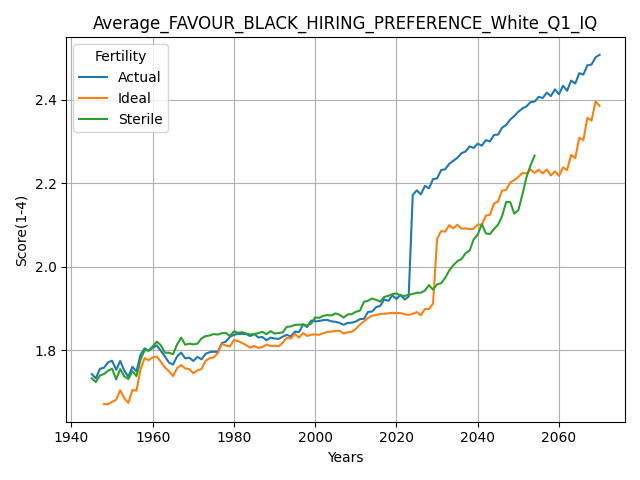 Average_FAVOUR_BLACK_HIRING_PREFERENCE_White_Q1_IQ
Fertility
Actual
Ideal
Sterile
Score(1-4)
2.4
2.2
2.0
1.8
1940 1960 1980 2000 2020 2040 2060
Years